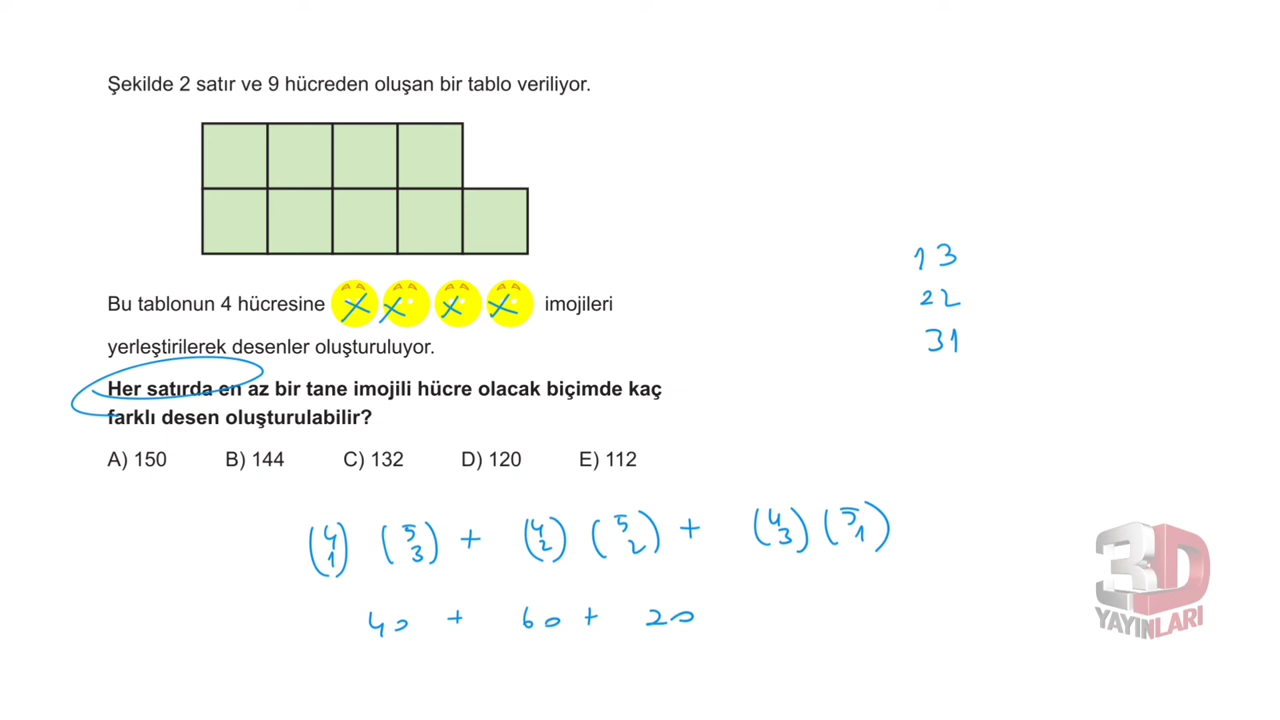 Şekilde 2 satır ve 9 hücreden oluşan bir tablo veriliyor.
1 3
2 2
3 1
Bu tablonun 4 hücresine imojileri
yerleştirilerek desenler oluşturuluyor.
Her satırda en az bir tane imojili hücre olacak biçimde kaç
farklı desen oluşturulabilir?
A) 150 B) 144 C) 132 D) 120 E) 112
(4 1) (5 3) + (4 2) (5 2) + (4 3) (5 1)
40 + 60 + 20
3D
YAYINLARI